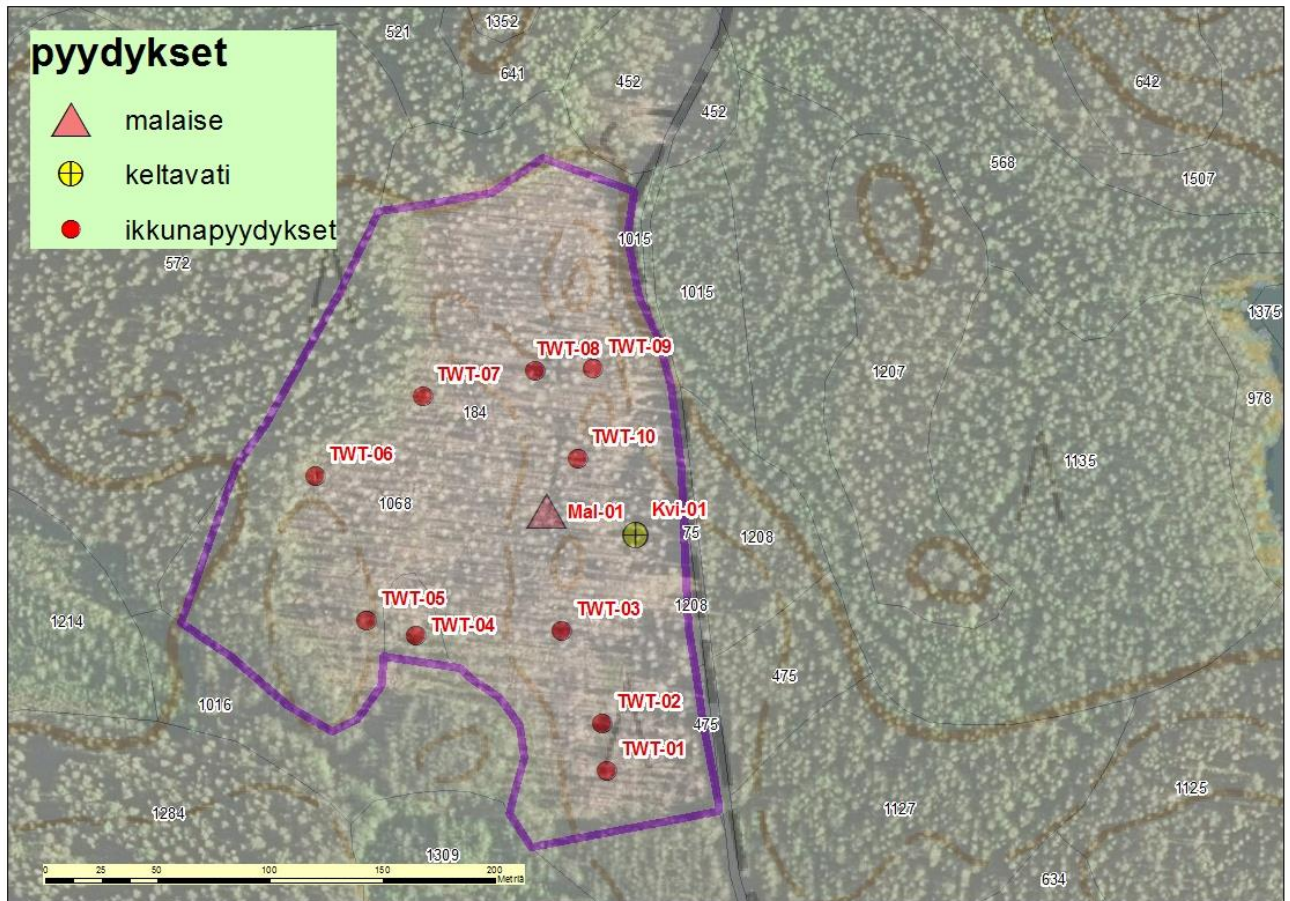 pyydykset
malaise
keltavati
ikkunapyydykset
521
1352
641
452
452
642
568
1507
572
1015
1015
1375
TWT-08
TWT-09
TWT-07
1207
184
978
TWT-10
TWT-06
1135
1068
Mal-01
Kvi-01
75
1208
TWT-05
TWT-03
1208
1214
TWT-04
475
1016
TWT-02
475
TWT-01
1284
1127
1125
1309
634
0 25 50 100 150 200
Metriä